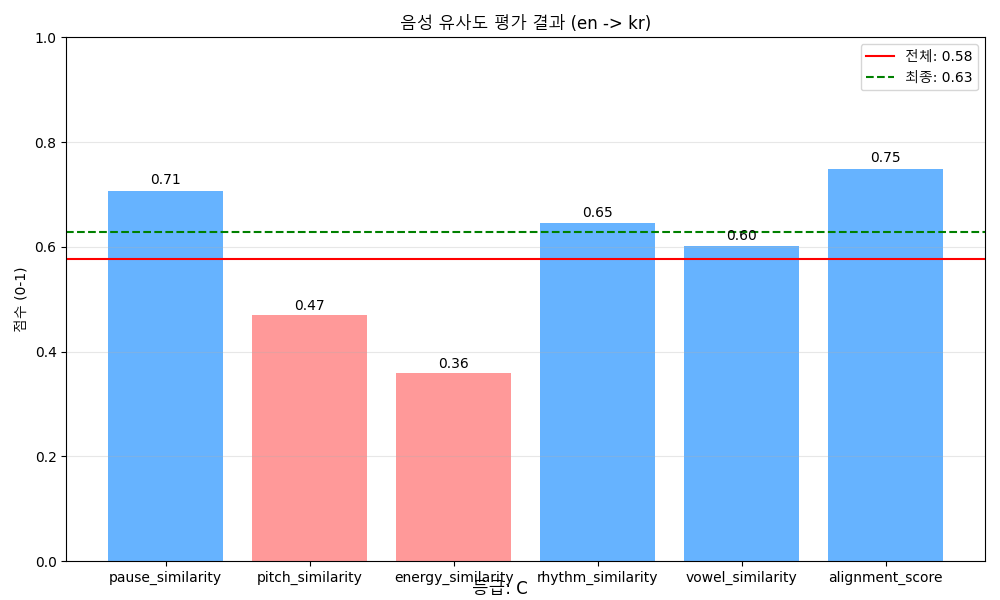 음성 유사도 평가 결과 (en -> kr)
전체: 0.58
최종: 0.63
점수 (0-1)
1.0
0.8
0.6
0.4
0.2
0.0
0.71
0.47
0.36
0.65
0.60
0.75
pause_similarity
pitch_similarity
energy_similarity
rhythm_similarity
vowel_similarity
alignment_score
등급: C